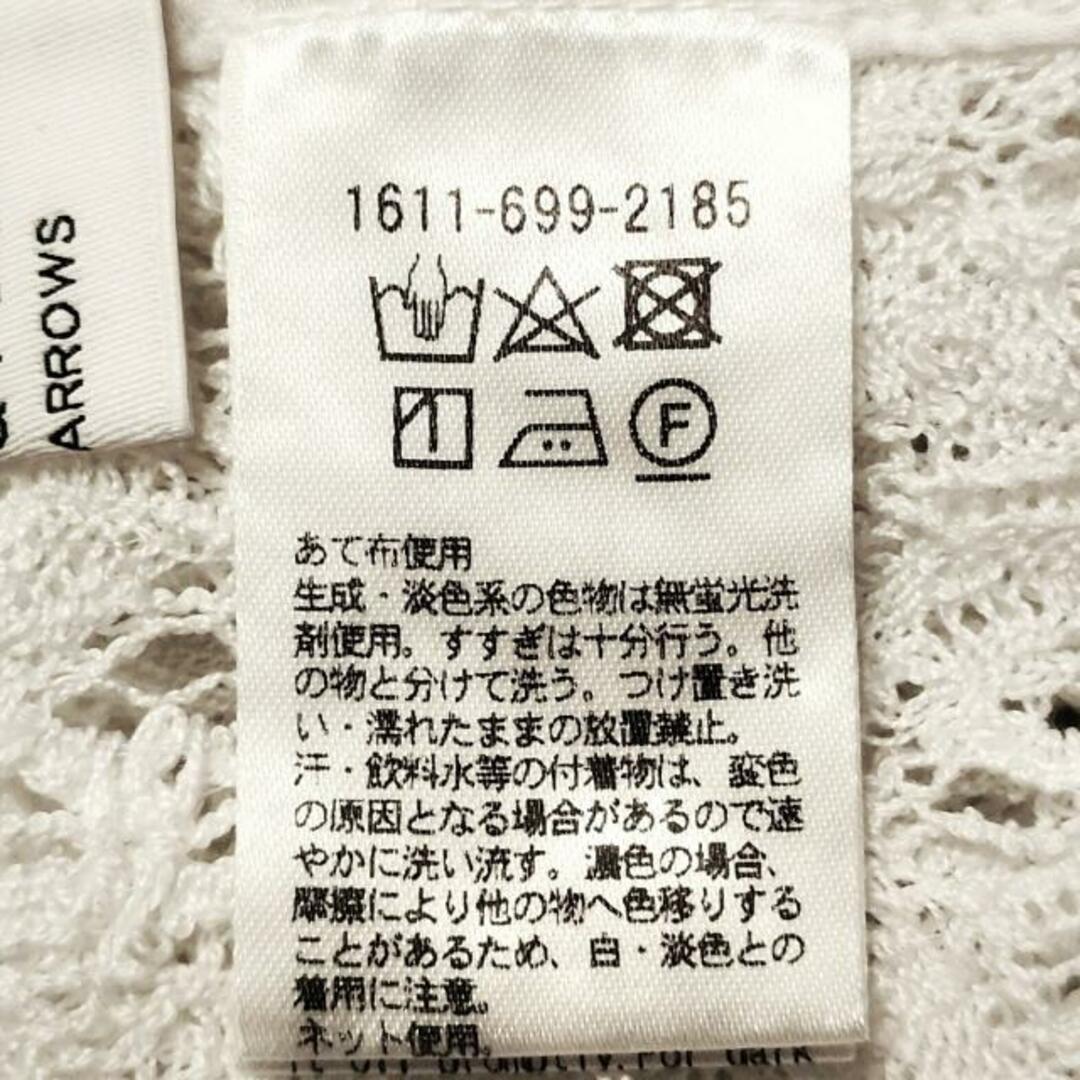 ARROWS
1611-699-2185
F
あて布使用
生成・淡色系の色物は無蛍光洗
剤使用。すすぎは十分行う。他
の物と分けて洗う。つけ置き洗
い・濡れたままの放置禁止。
汗・飲料水等の付着物は、変色
の原因となる場合があるので速
やかに洗い流す。濃色の場合、
摩擦により他の物へ色移りする
ことがあるため、白・淡色との
着用に注意。
ネット使用。
it off promptly.For dark